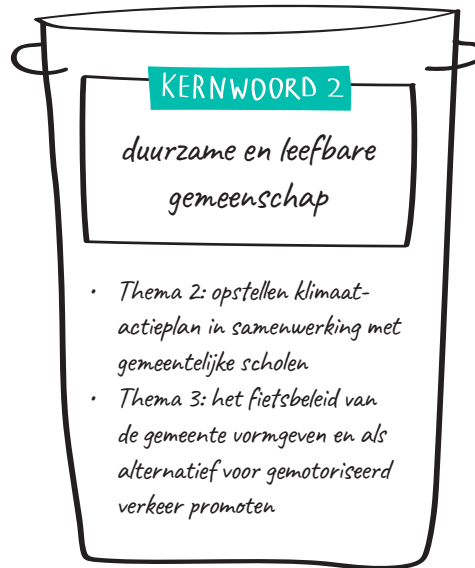 KERNWOORD 2
duurzame en leefbare
gemeenschap
• Thema 2: opstellen klimaat-
actieplan in samenwerking met
gemeentelijke scholen
• Thema 3: het fietsbeleid van
de gemeente vormgeven en als
alternatief voor gemotoriseerd
verkeer promoten